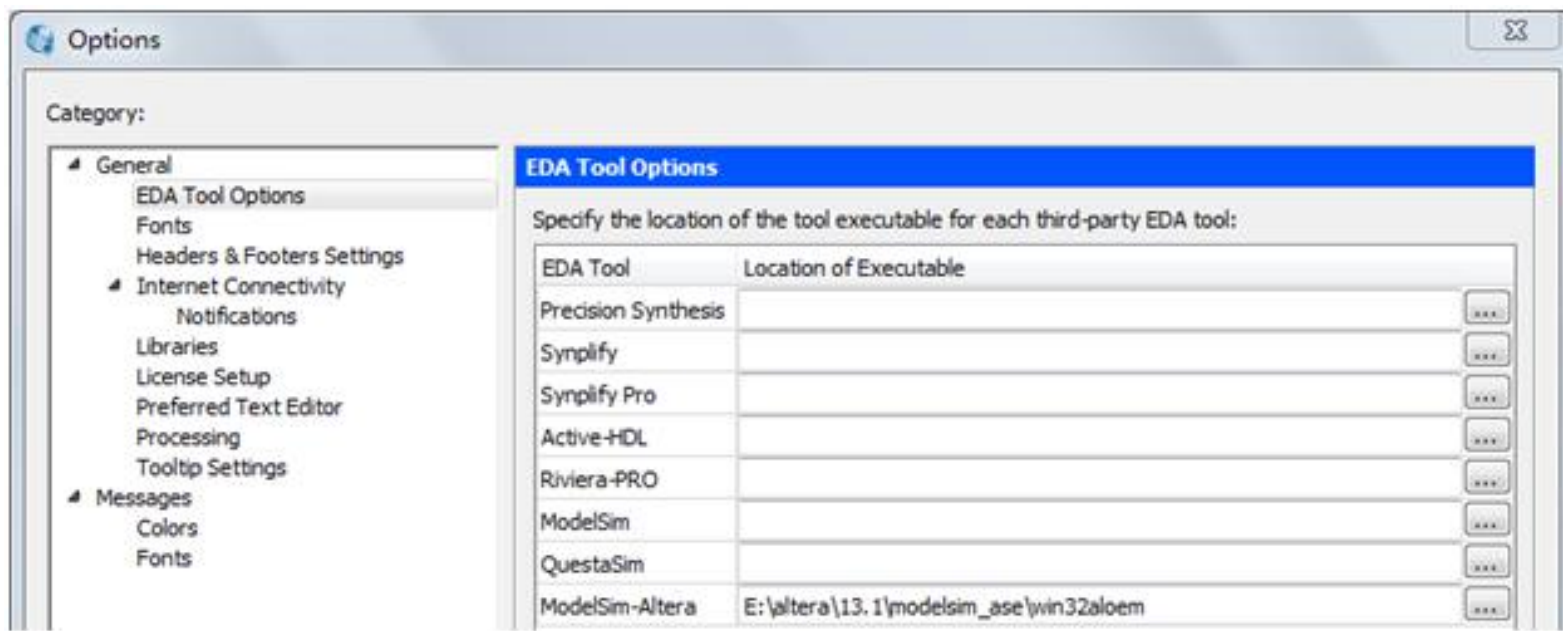 Options
Category:
General
EDA Tool Options
Fonts
Headers & Footers Settings
Internet Connectivity
Notifications
Libraries
License Setup
Preferred Text Editor
Processing
Tooltip Settings
Messages
Colors
Fonts
EDA Tool Options
Specify the location of the tool executable for each third-party EDA tool:
EDA Tool Location of Executable
Precision Synthesis ...
Synplify ...
Synplify Pro ...
Active-HDL ...
Riviera-PRO ...
ModelSim ...
QuestaSim ...
ModelSim-Altera E:\altera\13.1\modelsim_ase\win32aloem ...